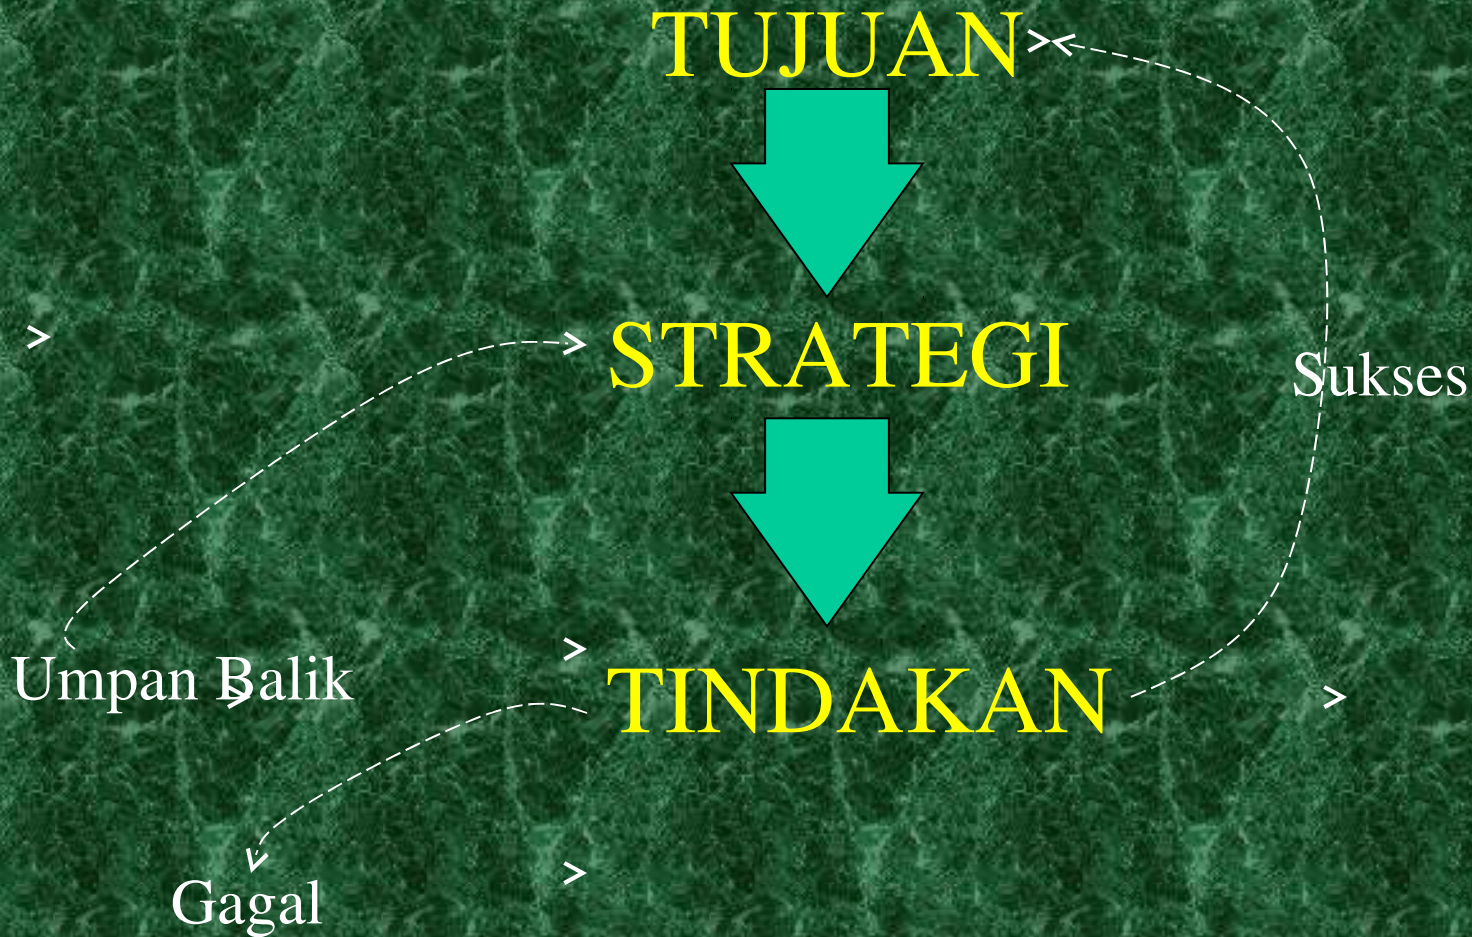 TUJUAN
STRATEGI
Sukses
Umpan Balik
TINDAKAN
Gagal